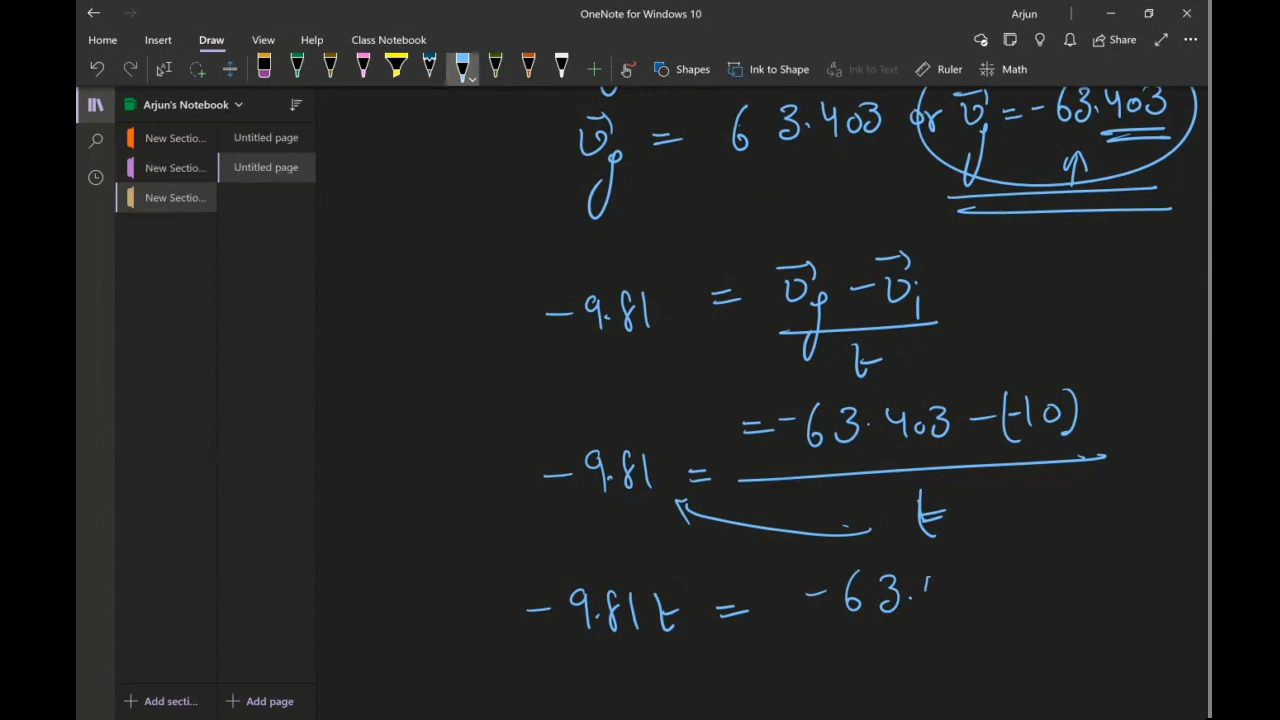 OneNote for Windows 10
Arjun
Home Insert Draw View Help Class Notebook
Share
Shapes Ink to Shape Ink to Text Ruler Math
Arjun's Notebook
New Sectio...
New Sectio...
New Sectio...
Untitled page
Untitled page
v⃗f = 63.403 or v⃗f = -63.403
-9.81 = v⃗f - v⃗i
t
-9.81 = = -63.403 - (-10)
t
-9.81 t = -63.
Add secti...
Add page